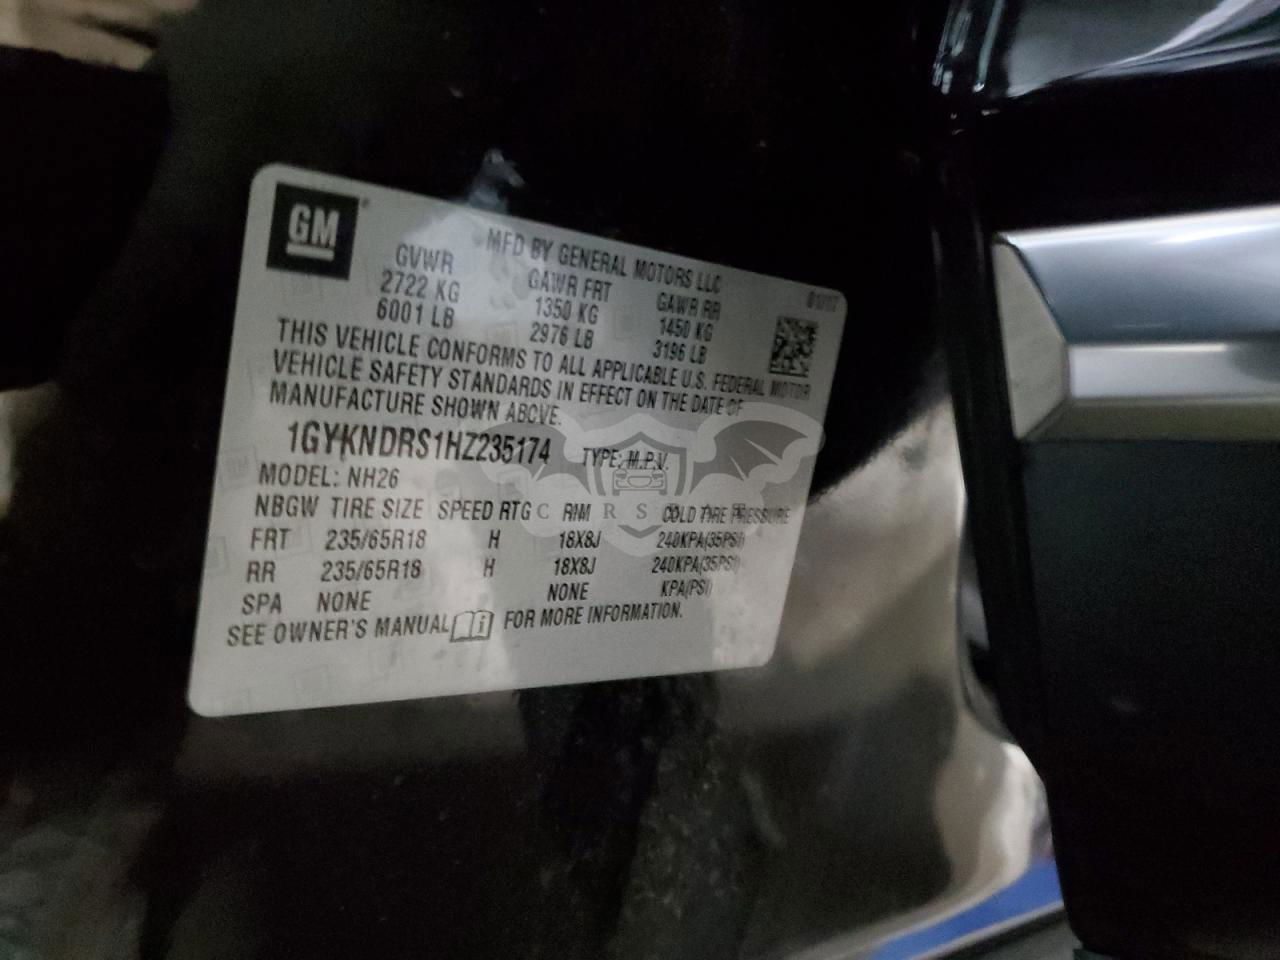 GM
MFD BY GENERAL MOTORS LLC
01/17
GVWR GAWR FRT GAWR RR
2722 KG 1350 KG 1450 KG
6001 LB 2976 LB 3196 LB
THIS VEHICLE CONFORMS TO ALL APPLICABLE U.S. FEDERAL MOTOR
VEHICLE SAFETY STANDARDS IN EFFECT ON THE DATE OF
MANUFACTURE SHOWN ABOVE.
1GYKNDRS1HZ235174 TYPE: M.P.V.
MODEL: NH26
NBGW TIRE SIZE SPEED RTG RIM COLD TIRE PRESSURE
FRT 235/65R18 H 18X8J 240KPA(35PSI)
RR 235/65R18 H 18X8J 240KPA(35PSI)
SPA NONE NONE KPA(PSI)
SEE OWNER'S MANUAL FOR MORE INFORMATION.